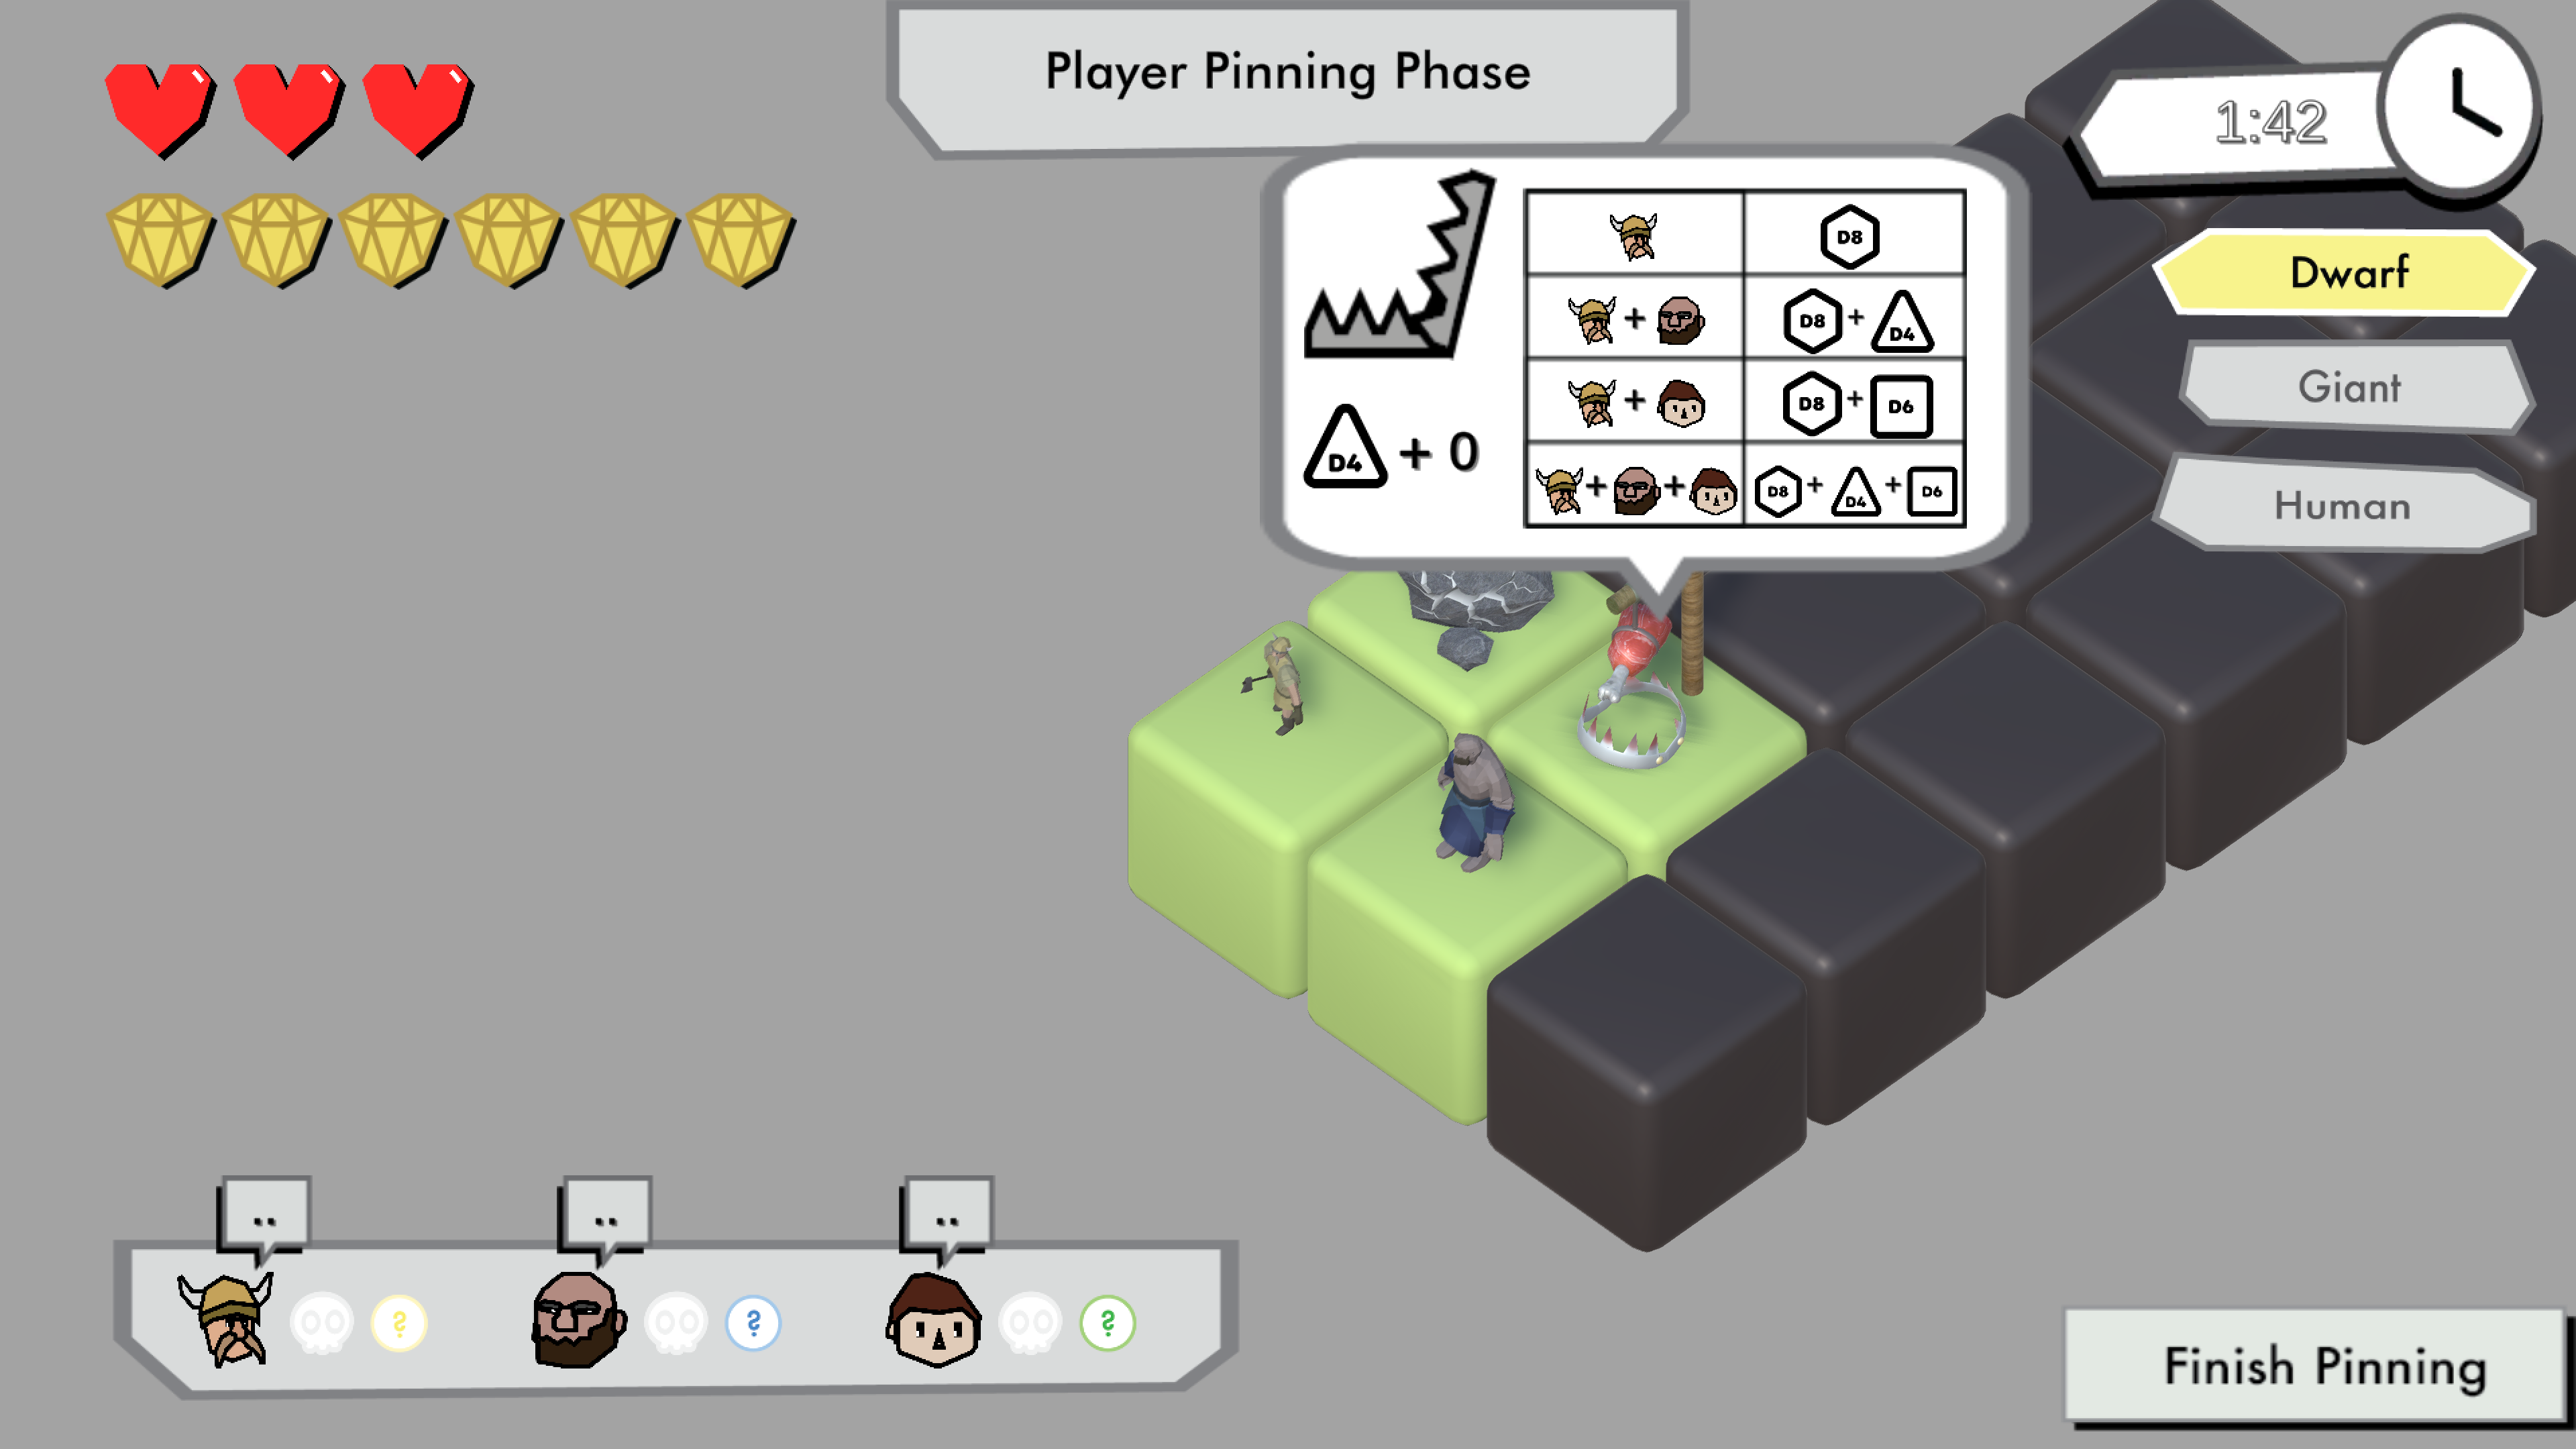 Player Pinning Phase
1:42
Dwarf
Giant
Human
D4 + 0
D8
+ D8 + D4
+ D8 + D6
+ + D8 + D4 + D6
..
..
..
? ? ?
Finish Pinning